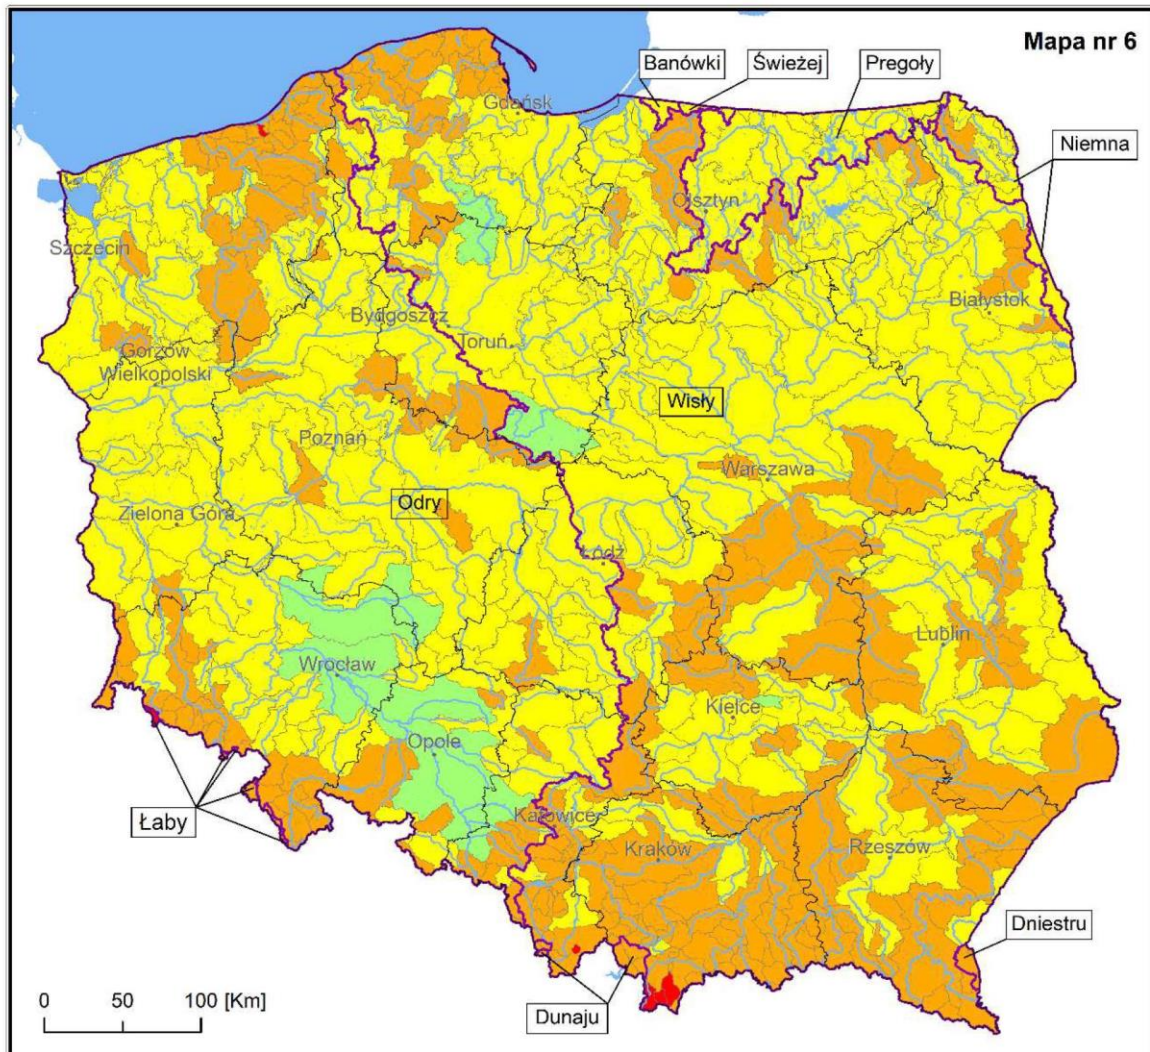 Mapa nr 6
Banówki
Świeżej
Pregoły
Gdańsk
Niemna
Olsztyn
Szczecin
Białystok
Bydgoszcz
Toruń
Gorzów
Wielkopolski
Wisły
Poznań
Warszawa
Odry
Zielona Góra
Łódź
Lublin
Wrocław
Kielce
Opole
Łaby
Katowice
Kraków
Rzeszów
Dniestru
0 50 100 [Km]
Dunaju